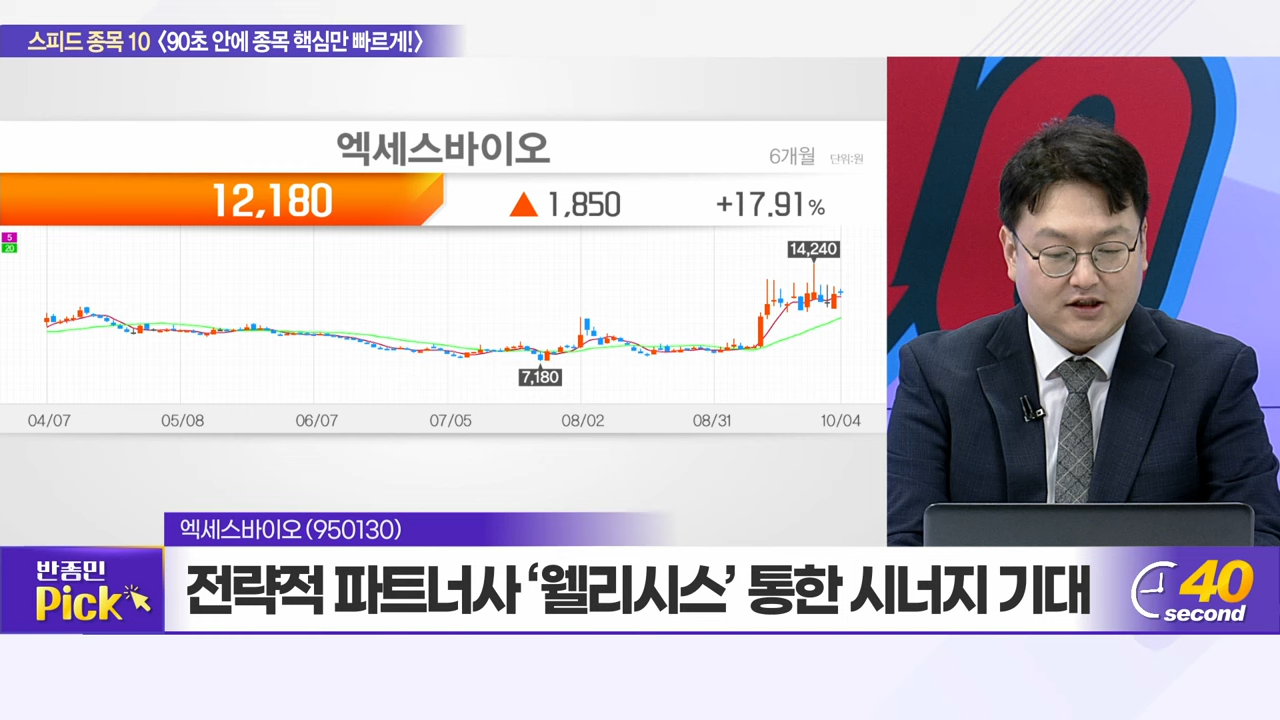 스피드 종목 10 〈90초 안에 종목 핵심만 빠르게!〉
엑세스바이오
6개월 단위:원
12,180 ▲ 1,850 +17.91%
5
20
14,240
7,180
04/07 05/08 06/07 07/05 08/02 08/31 10/04
엑세스바이오 (950130)
반종민
Pick
전략적 파트너사 ‘웰리시스’ 통한 시너지 기대
40
second